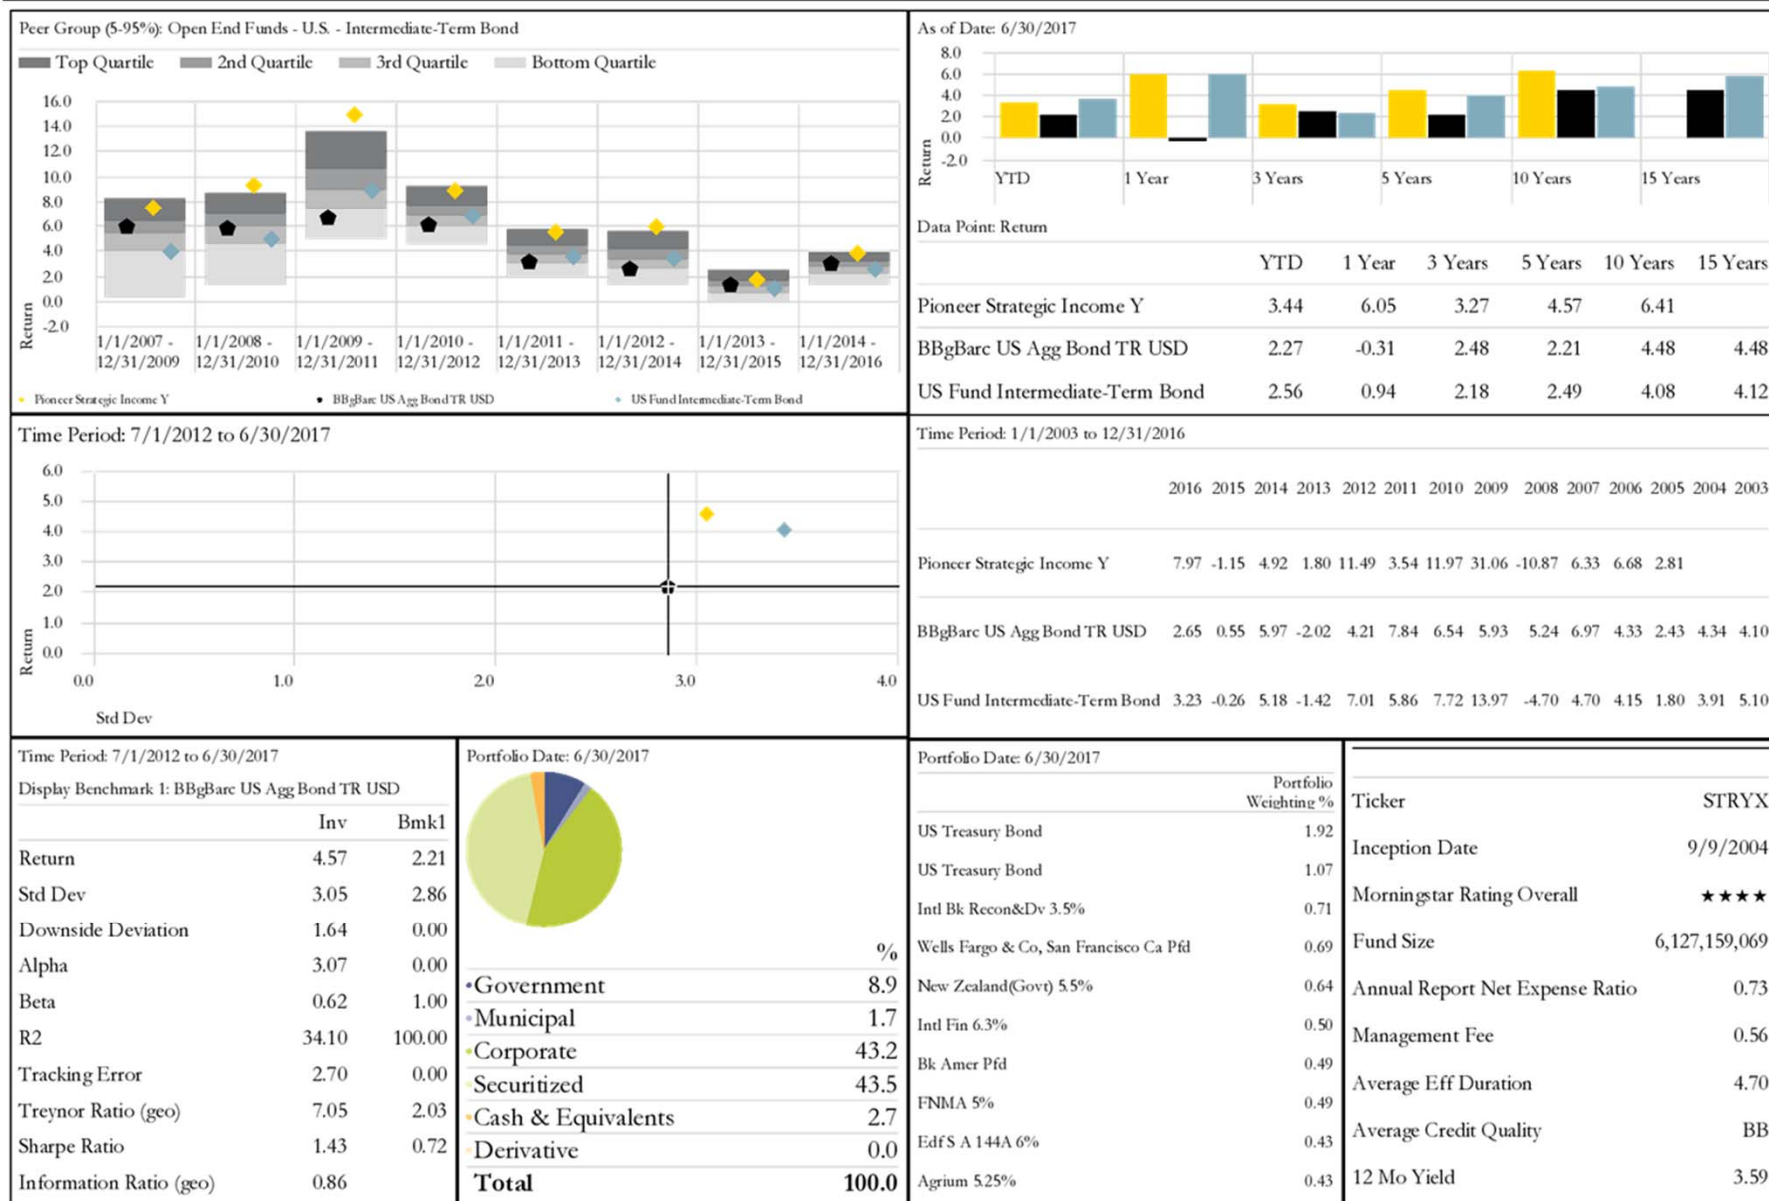 Peer Group (5-95%): Open End Funds - U.S. - Intermediate-Term Bond
Top Quartile 2nd Quartile 3rd Quartile Bottom Quartile
16.0
14.0
12.0
10.0
8.0
6.0
4.0
2.0
0.0
-2.0
Return
1/1/2007 - 12/31/2009
1/1/2008 - 12/31/2010
1/1/2009 - 12/31/2011
1/1/2010 - 12/31/2012
1/1/2011 - 12/31/2013
1/1/2012 - 12/31/2014
1/1/2013 - 12/31/2015
1/1/2014 - 12/31/2016
Pioneer Strategic Income Y BBgBarc US Agg Bond TR USD US Fund Intermediate-Term Bond
As of Date: 6/30/2017
8.0
6.0
4.0
2.0
0.0
-2.0
Return
YTD 1 Year 3 Years 5 Years 10 Years 15 Years
Data Point: Return
YTD 1 Year 3 Years 5 Years 10 Years 15 Years
Pioneer Strategic Income Y 3.44 6.05 3.27 4.57 6.41
BBgBarc US Agg Bond TR USD 2.27 -0.31 2.48 2.21 4.48 4.48
US Fund Intermediate-Term Bond 2.56 0.94 2.18 2.49 4.08 4.12
Time Period: 7/1/2012 to 6/30/2017
6.0
5.0
4.0
3.0
2.0
1.0
0.0
Return
0.0 1.0 2.0 3.0 4.0
Std Dev
Time Period: 1/1/2003 to 12/31/2016
2016 2015 2014 2013 2012 2011 2010 2009 2008 2007 2006 2005 2004 2003
Pioneer Strategic Income Y 7.97 -1.15 4.92 1.80 11.49 3.54 11.97 31.06 -10.87 6.33 6.68 2.81
BBgBarc US Agg Bond TR USD 2.65 0.55 5.97 -2.02 4.21 7.84 6.54 5.93 5.24 6.97 4.33 2.43 4.34 4.10
US Fund Intermediate-Term Bond 3.23 -0.26 5.18 -1.42 7.01 5.86 7.72 13.97 -4.70 4.70 4.15 1.80 3.91 5.10
Time Period: 7/1/2012 to 6/30/2017
Display Benchmark 1: BBgBarc US Agg Bond TR USD
Inv Bmk1
Return 4.57 2.21
Std Dev 3.05 2.86
Downside Deviation 1.64 0.00
Alpha 3.07 0.00
Beta 0.62 1.00
R2 34.10 100.00
Tracking Error 2.70 0.00
Treynor Ratio (geo) 7.05 2.03
Sharpe Ratio 1.43 0.72
Information Ratio (geo) 0.86
Portfolio Date: 6/30/2017
%
Government 8.9
Municipal 1.7
Corporate 43.2
Securitized 43.5
Cash & Equivalents 2.7
Derivative 0.0
Total 100.0
Portfolio Date: 6/30/2017
Portfolio
Weighting %
US Treasury Bond 1.92
US Treasury Bond 1.07
Intl Bk Recon&Dv 3.5% 0.71
Wells Fargo & Co, San Francisco Ca Pfd 0.69
New Zealand(Govt) 5.5% 0.64
Intl Fin 6.3% 0.50
Bk Amer Pfd 0.49
FNMA 5% 0.49
Edf S A 144A 6% 0.43
Agrium 5.25% 0.43
Ticker STRYX
Inception Date 9/9/2004
Morningstar Rating Overall ★★★★
Fund Size 6,127,159,069
Annual Report Net Expense Ratio 0.73
Management Fee 0.56
Average Eff Duration 4.70
Average Credit Quality BB
12 Mo Yield 3.59